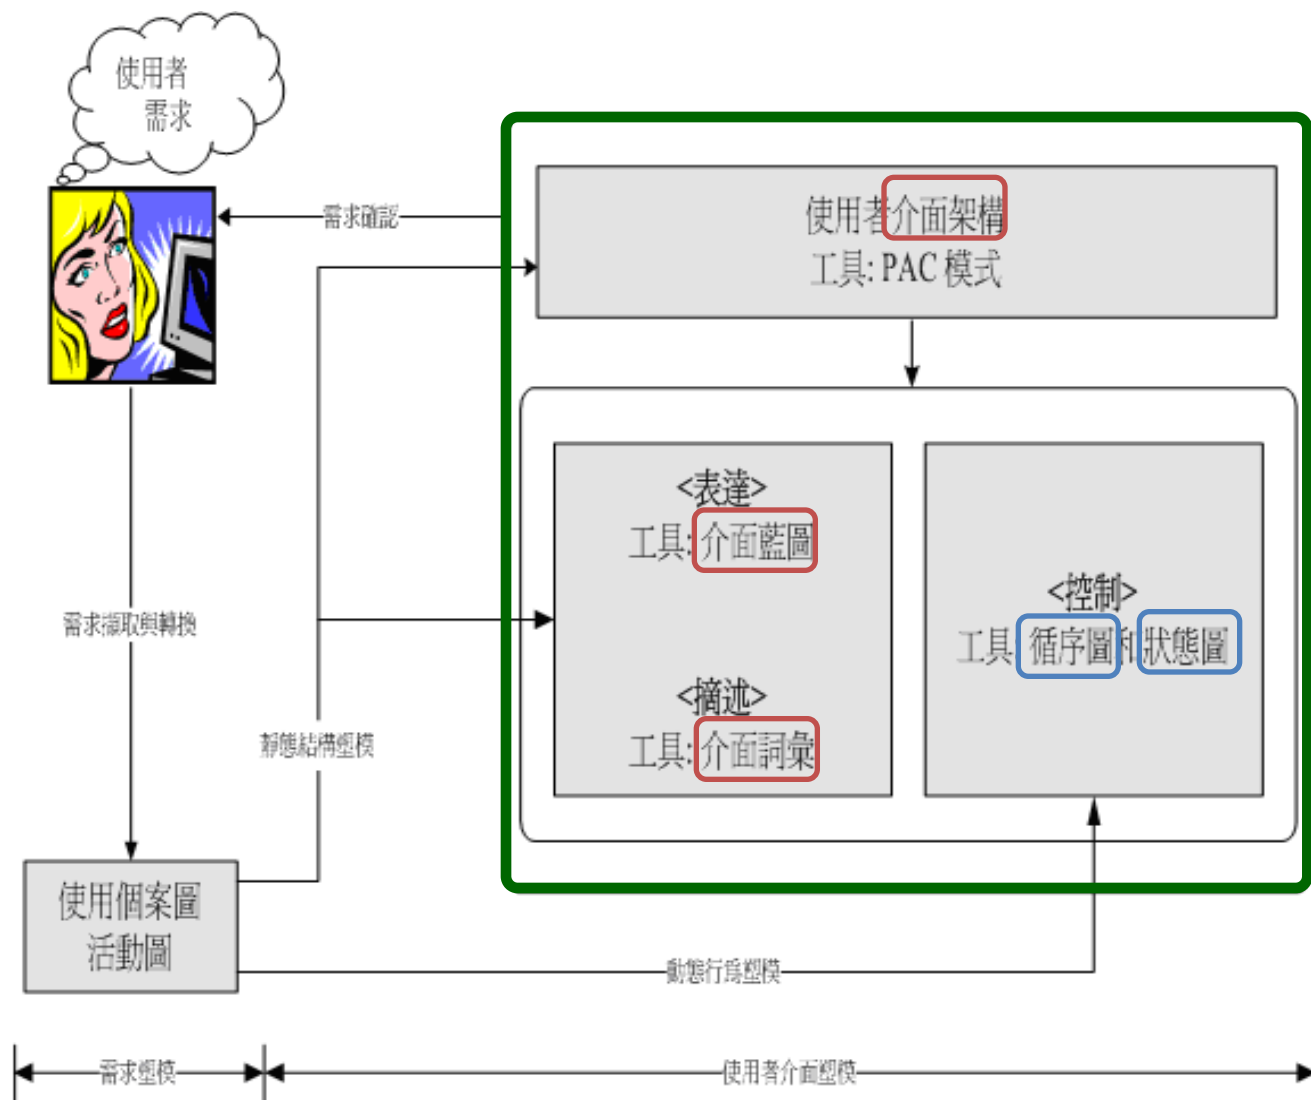 使用者
需求
需求確認
使用者介面架構
工具: PAC 模式
<表達>
工具: 介面藍圖
<摘述>
工具: 介面詞彙
<控制>
工具: 循序圖和狀態圖
需求擷取與轉換
靜態結構塑模
使用個案圖
活動圖
動態行為塑模
需求塑模
使用者介面塑模